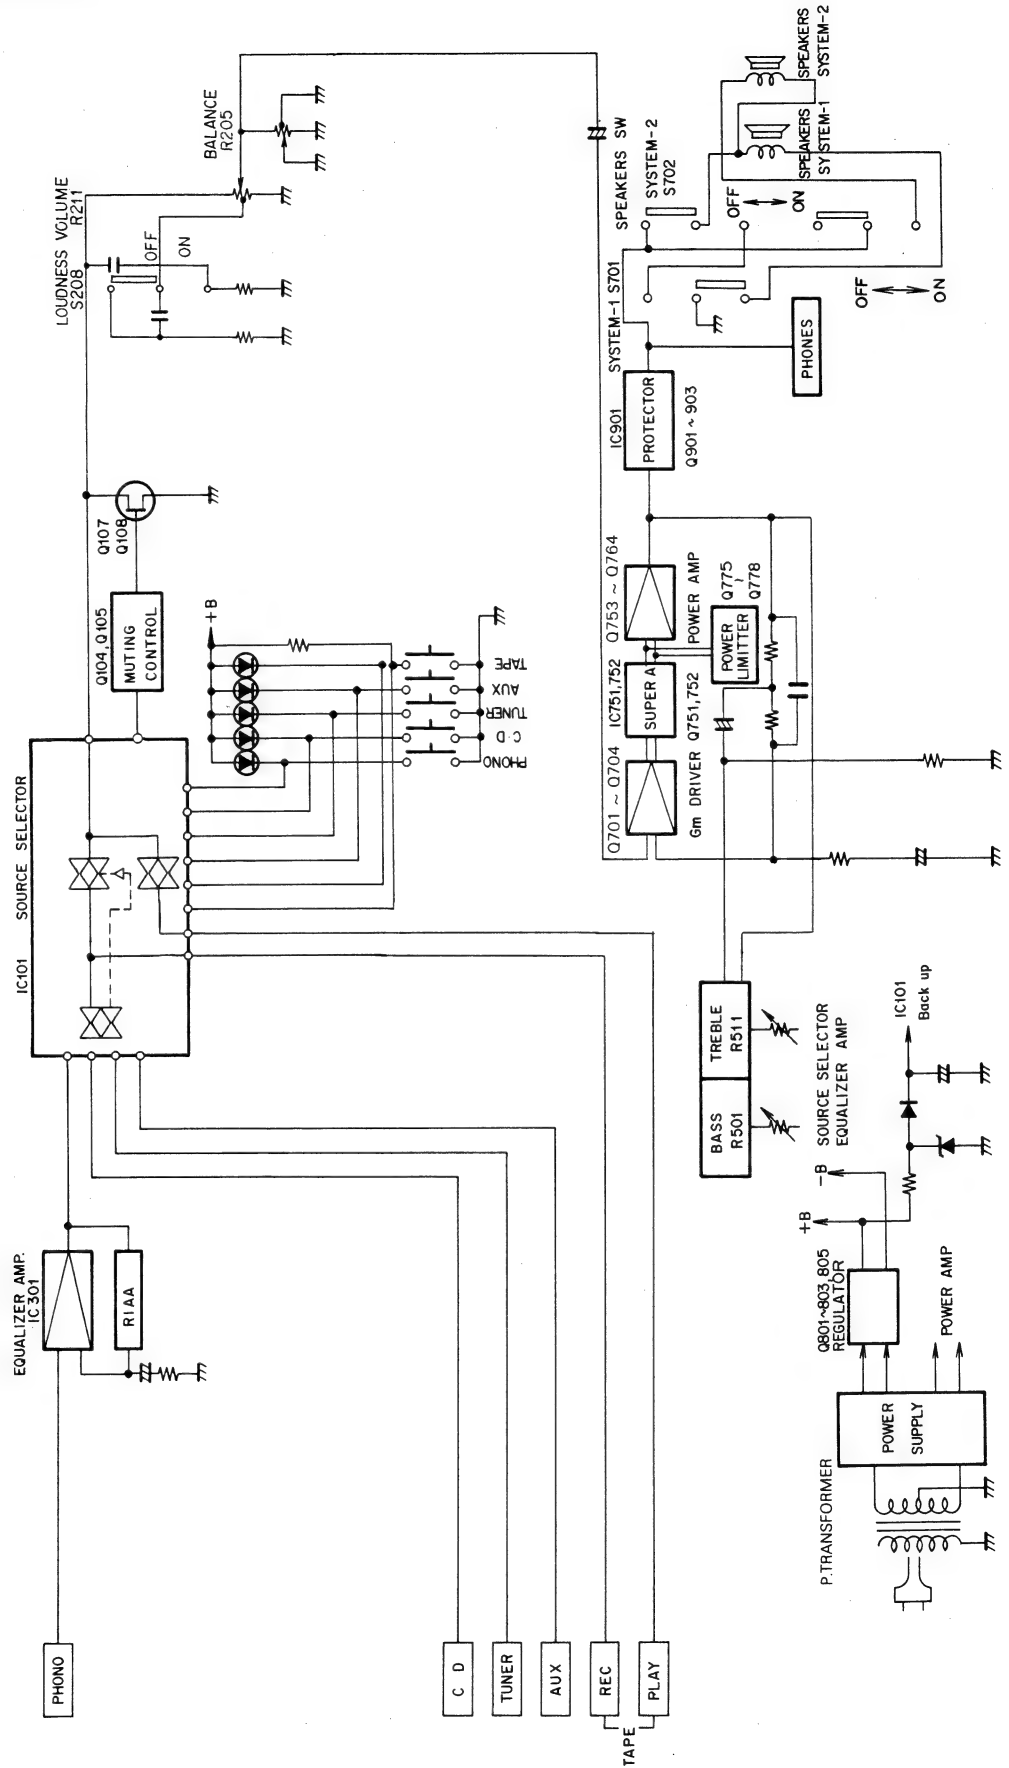 PHONO
EQUALIZER AMP.
IC301
RIAA
IC101 SOURCE SELECTOR
Q104,Q105
MUTING
CONTROL
Q107
Q108
LOUDNESS VOLUME
S208 R211
OFF
ON
BALANCE
R205
+B
PHONO
C·D
TUNER
AUX
TAPE
C D
TUNER
AUX
REC
PLAY
TAPE
Q701 ~ Q704
Gm DRIVER
IC751,752
SUPER A
Q751,752
Q753 ~ Q764
POWER AMP
POWER
LIMITTER
Q775
~
Q778
IC901
PROTECTOR
Q901 ~ 903
SYSTEM-1 S701
SPEAKERS SW
SYSTEM-2
S702
OFF
ON
OFF
ON
PHONES
SPEAKERS
SYSTEM-1
SPEAKERS
SYSTEM-2
BASS
R501
TREBLE
R511
P.TRANSFORMER
POWER
SUPPLY
Q801~803,805
REGULATOR
POWER AMP
+B
-B
SOURCE SELECTOR
EQUALIZER AMP
IC101
Back up